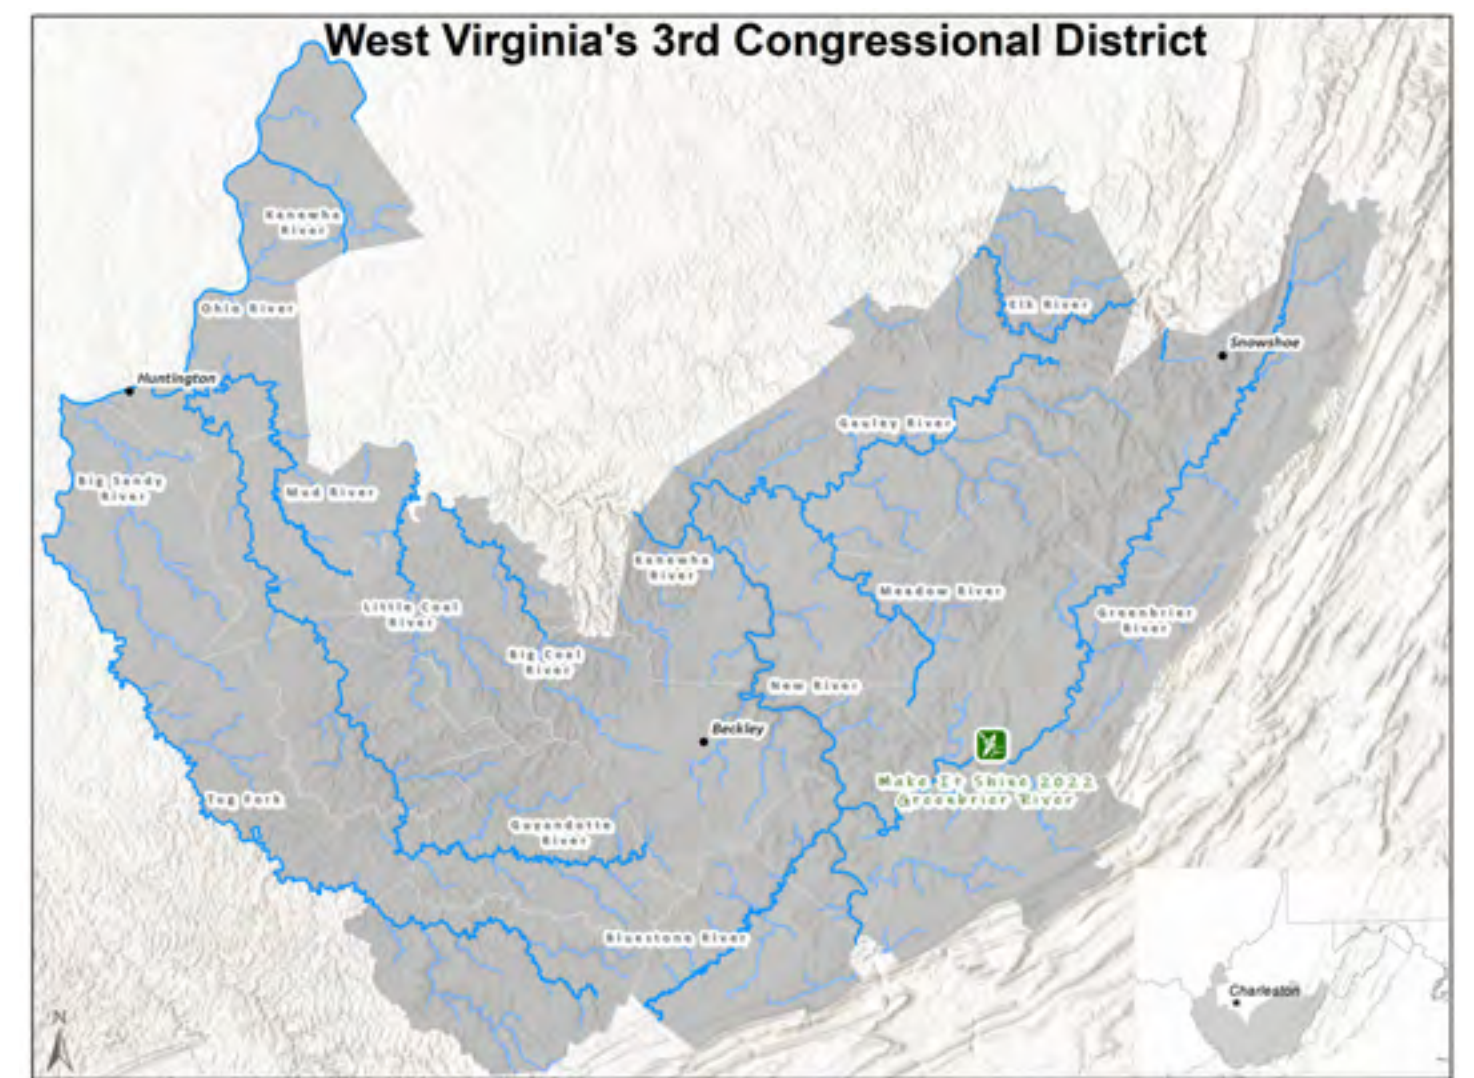 West Virginia's 3rd Congressional District
Kanawha
River
Ohio River
Elk River
Snowshoe
Huntington
Gauley River
Big Sandy
River
Mud River
Kanawha
River
Meadow River
Little Coal
River
Greenbrier
River
Big Coal
River
New River
Beckley
Make It Shine 2022
Greenbrier River
Tug Fork
Guyandotte
River
Bluestone River
Charleston
N